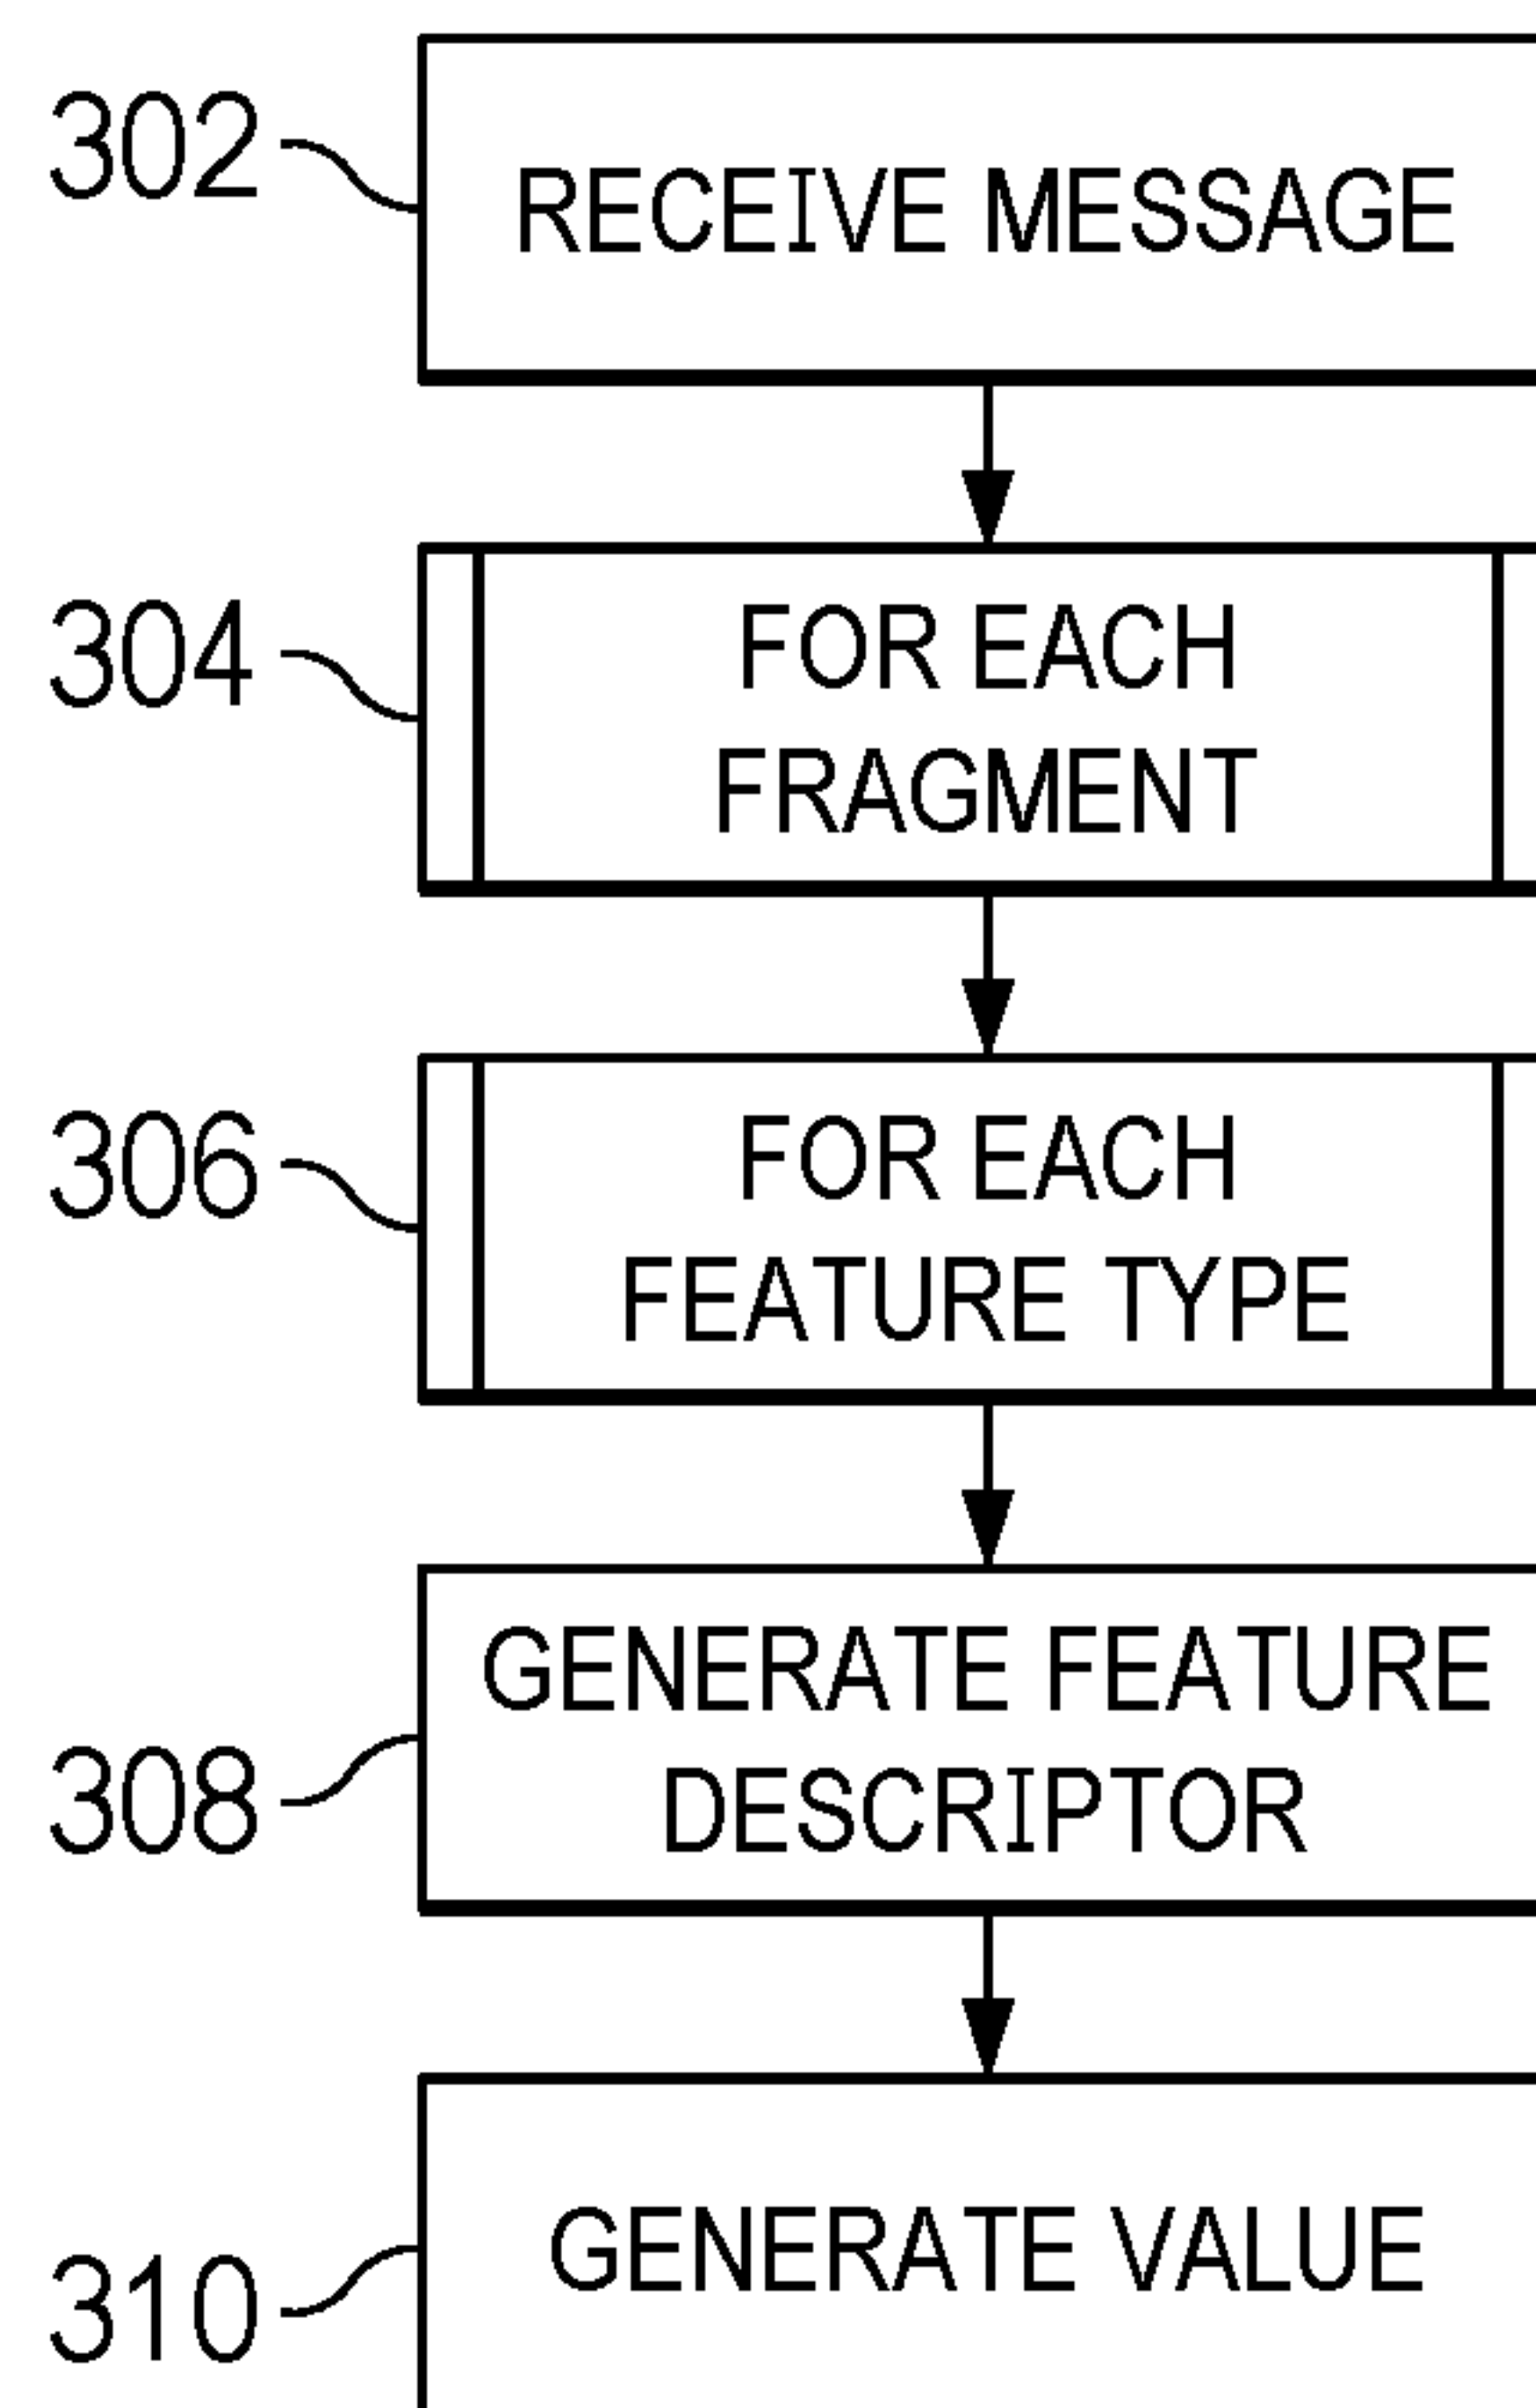 302
RECEIVE MESSAGE
304
FOR EACH
FRAGMENT
306
FOR EACH
FEATURE TYPE
308
GENERATE FEATURE
DESCRIPTOR
310
GENERATE VALUE